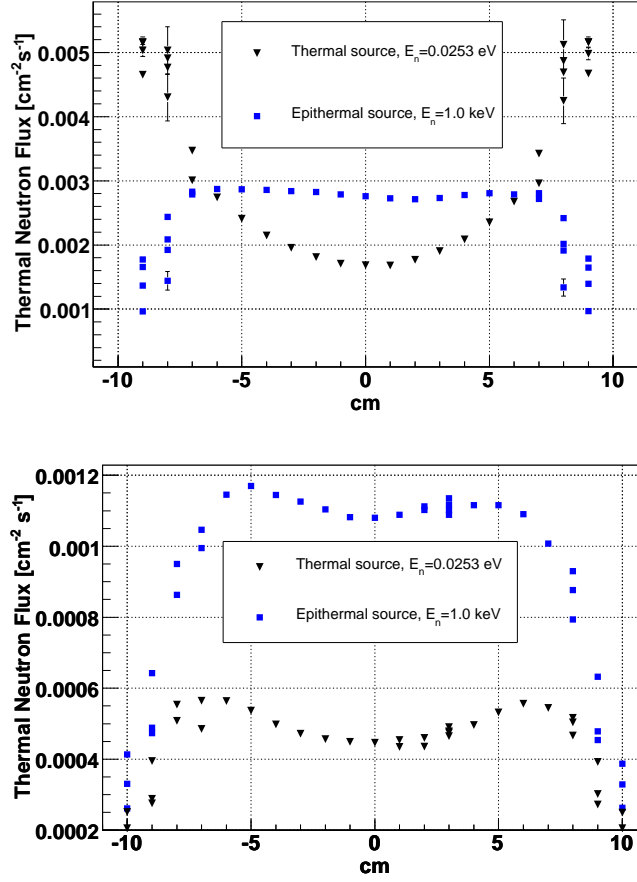 Thermal Neutron Flux [cm⁻²s⁻¹]
0.005
0.004
0.003
0.002
0.001
Thermal source, E_n=0.0253 eV
Epithermal source, E_n=1.0 keV
-10 -5 0 5 10
cm
Thermal Neutron Flux [cm⁻² s⁻¹]
0.0012
0.001
0.0008
0.0006
0.0004
0.0002
Thermal source, E_n=0.0253 eV
Epithermal source, E_n=1.0 keV
-10 -5 0 5 10
cm